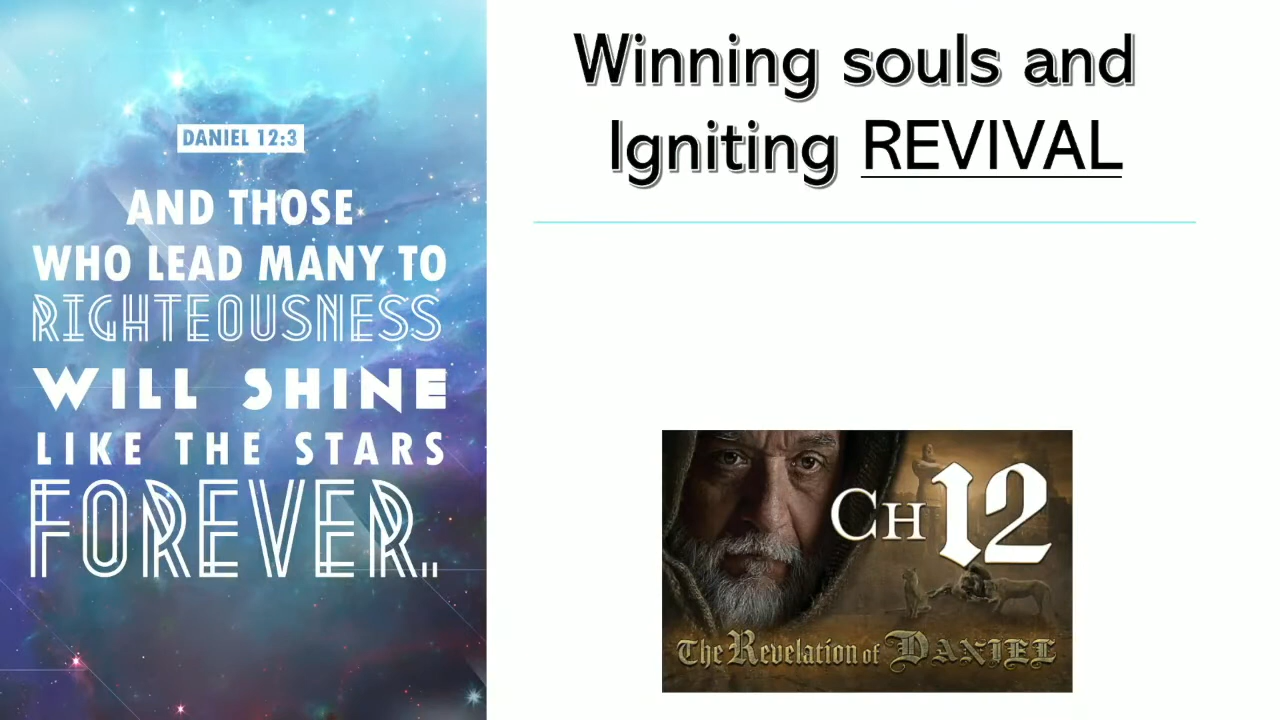 DANIEL 12:3
AND THOSE
WHO LEAD MANY TO
RIGHTEOUSNESS
WILL SHINE
LIKE THE STARS
FOREVER..
Winning souls and
Igniting REVIVAL
CH 12
The Revelation of DANIEL